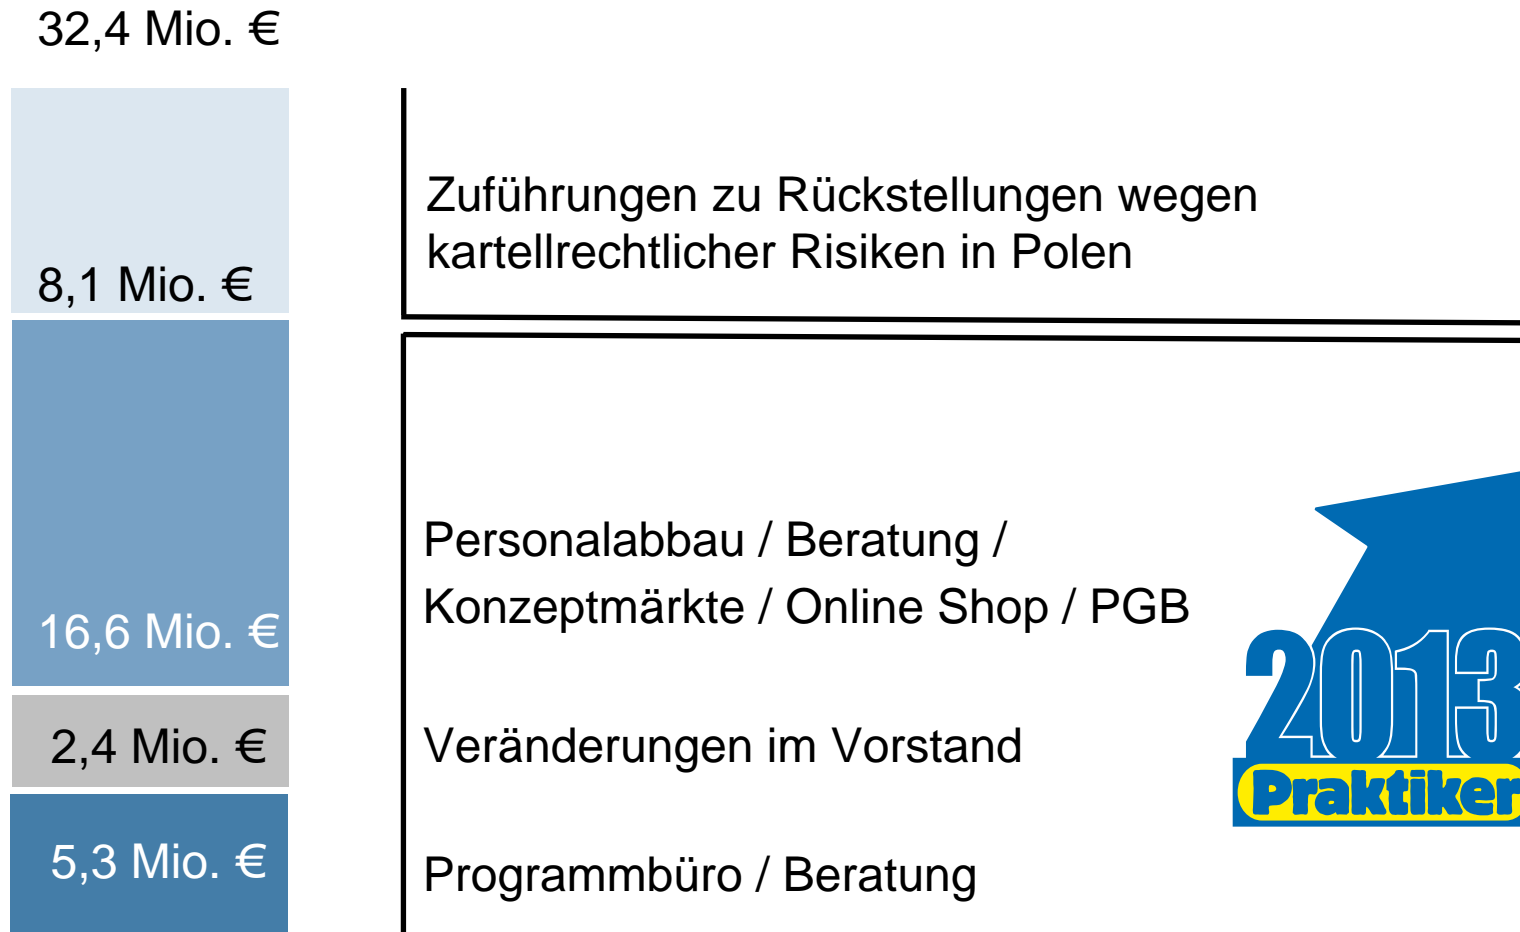 32,4 Mio. €
Zuführungen zu Rückstellungen wegen
kartellrechtlicher Risiken in Polen
8,1 Mio. €
Personalabbau / Beratung /
Konzeptmärkte / Online Shop / PGB
16,6 Mio. €
2,4 Mio. €
Veränderungen im Vorstand
5,3 Mio. €
Programmbüro / Beratung
2013
Praktiker